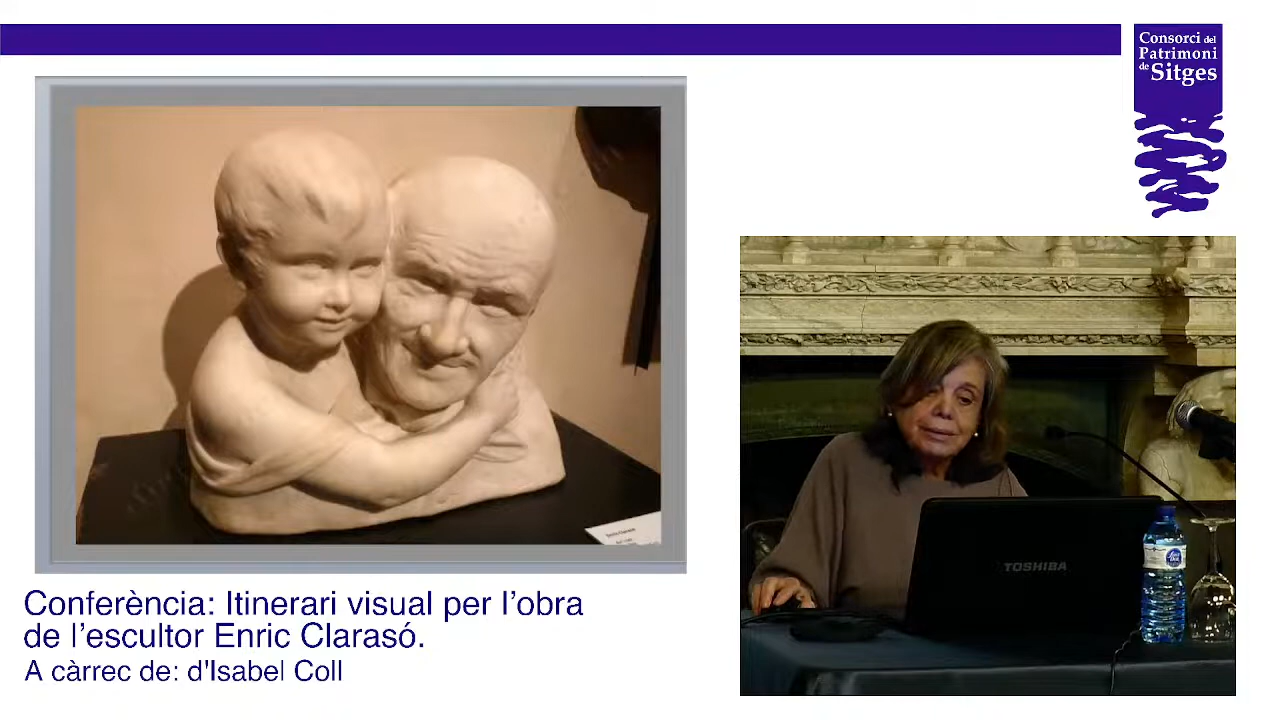 Consorci del
Patrimoni
de Sitges
Conferència: Itinerari visual per l'obra
de l'escultor Enric Clarasó.
A càrrec de: d'Isabel Coll
TOSHIBA